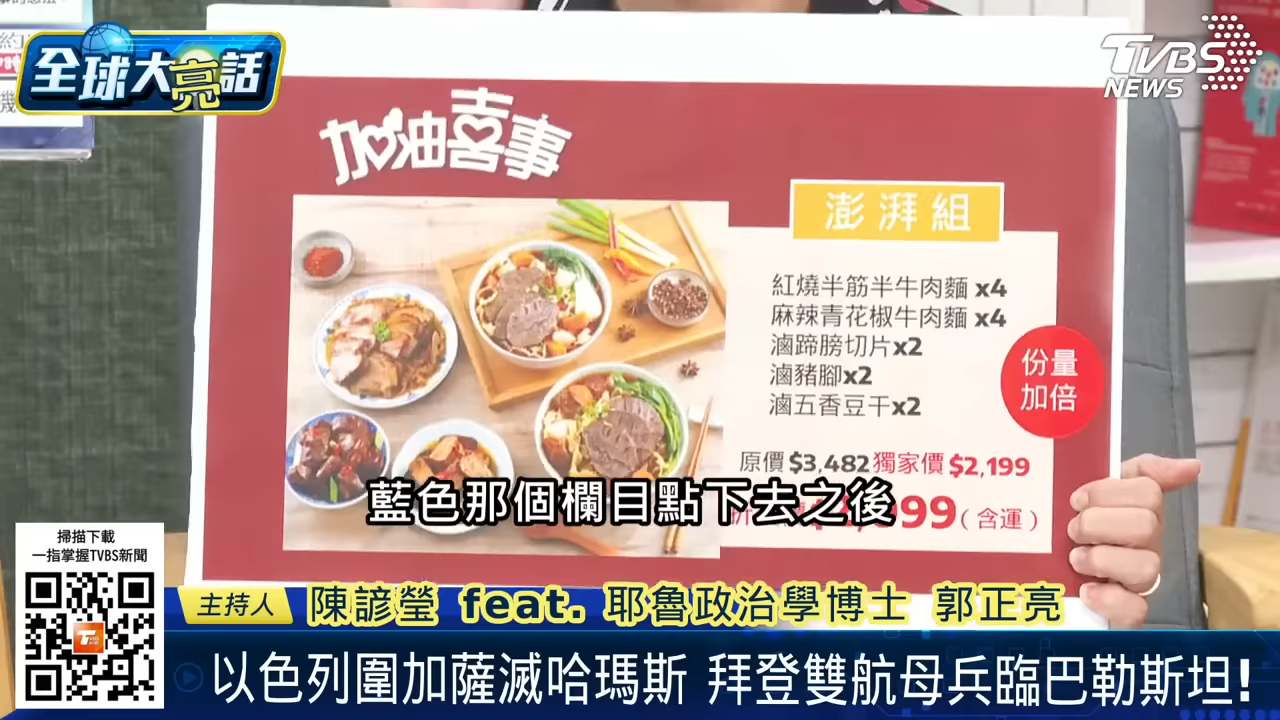 全球大亮話
TVBS
NEWS
加油喜事
澎湃組
紅燒半筋半牛肉麵 x4
麻辣青花椒牛肉麵 x4
滷蹄膀切片x2
滷豬腳x2
滷五香豆干x2
份量
加倍
原價 $3,482 獨家價 $2,199
99(含運)
藍色那個欄目點下去之後
掃描下載
一指掌握TVBS新聞
主持人 陳諺瑩 feat. 耶魯政治學博士 郭正亮
以色列圍加薩滅哈瑪斯 拜登雙航母兵臨巴勒斯坦!